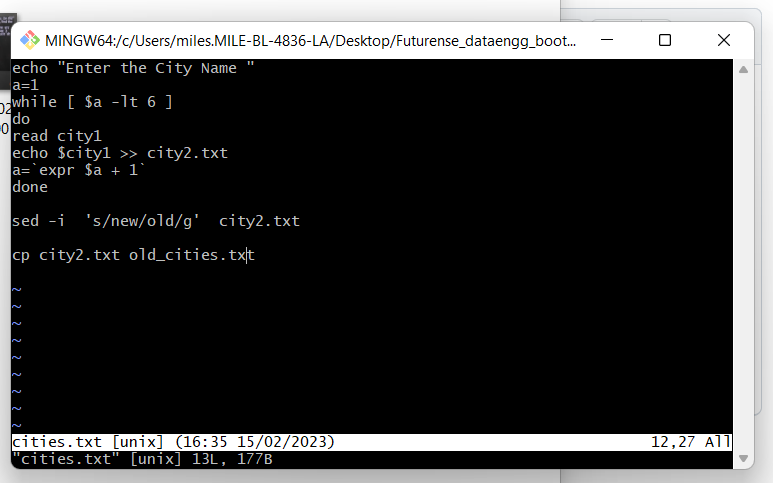 MINGW64:/c/Users/miles.MILE-BL-4836-LA/Desktop/Futurense_dataengg_boot...
echo "Enter the City Name "
a=1
while [ $a -lt 6 ]
do
read city1
echo $city1 >> city2.txt
a=`expr $a + 1`
done
sed -i  's/new/old/g'  city2.txt
cp city2.txt old_cities.txt
~
~
~
~
~
~
~
~
~
cities.txt [unix] (16:35 15/02/2023) 12,27 All
"cities.txt" [unix] 13L, 177B